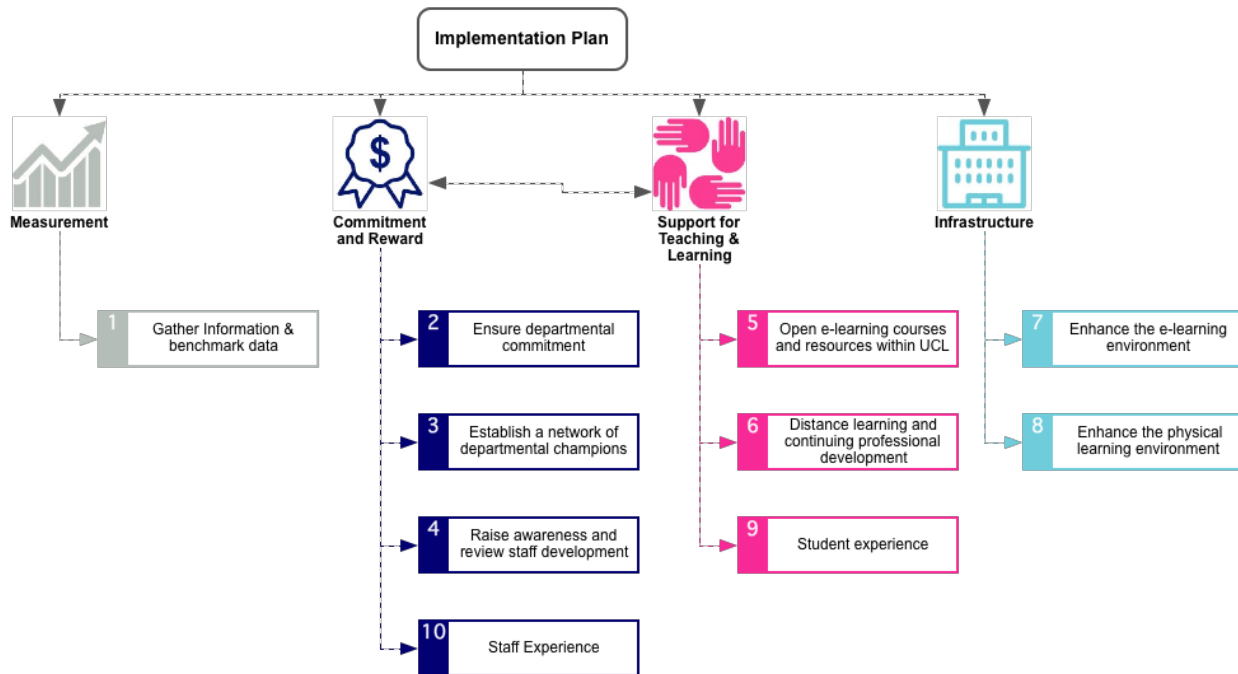 Implementation Plan
$
Measurement
Commitment
and Reward
Support for
Teaching &
Learning
Infrastructure
1
Gather Information &
benchmark data
2
Ensure departmental
commitment
3
Establish a network of
departmental champions
4
Raise awareness and
review staff development
10
Staff Experience
5
Open e-learning courses
and resources within UCL
6
Distance learning and
continuing professional
development
9
Student experience
7
Enhance the e-learning
environment
8
Enhance the physical
learning environment